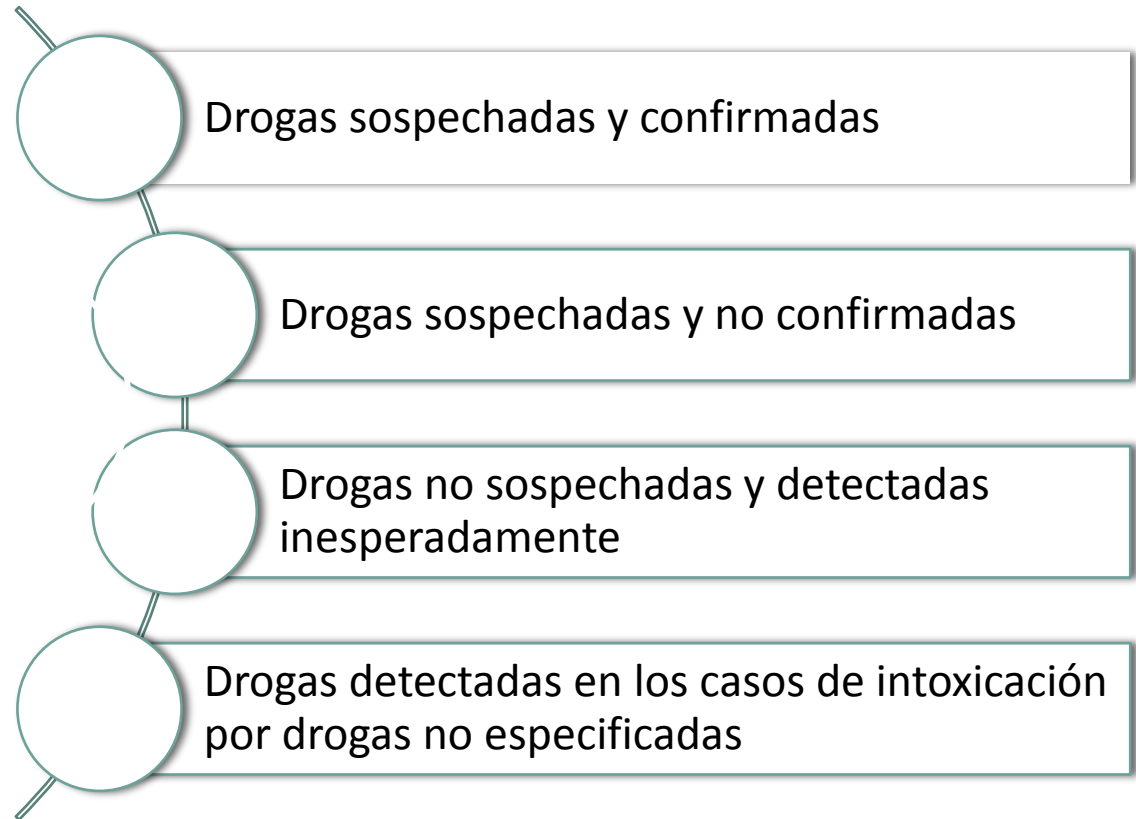 Drogas sospechadas y confirmadas
Drogas sospechadas y no confirmadas
Drogas no sospechadas y detectadas
inesperadamente
Drogas detectadas en los casos de intoxicación
por drogas no especificadas